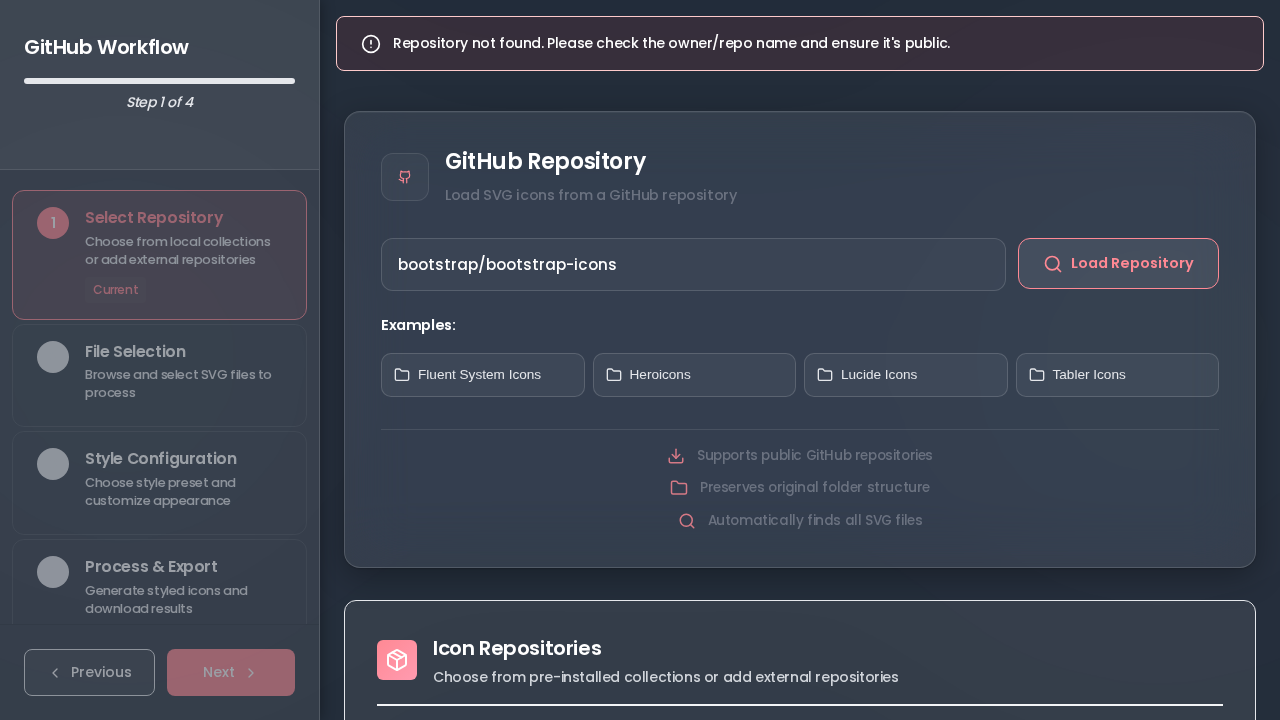 GitHub Workflow
Step 1 of 4
1
Select Repository
Choose from local collections
or add external repositories
Current
File Selection
Browse and select SVG files to
process
Style Configuration
Choose style preset and
customize appearance
Process & Export
Generate styled icons and
download results
Previous
Next
Repository not found. Please check the owner/repo name and ensure it's public.
GitHub Repository
Load SVG icons from a GitHub repository
bootstrap/bootstrap-icons
Load Repository
Examples:
Fluent System Icons
Heroicons
Lucide Icons
Tabler Icons
Supports public GitHub repositories
Preserves original folder structure
Automatically finds all SVG files
Icon Repositories
Choose from pre-installed collections or add external repositories